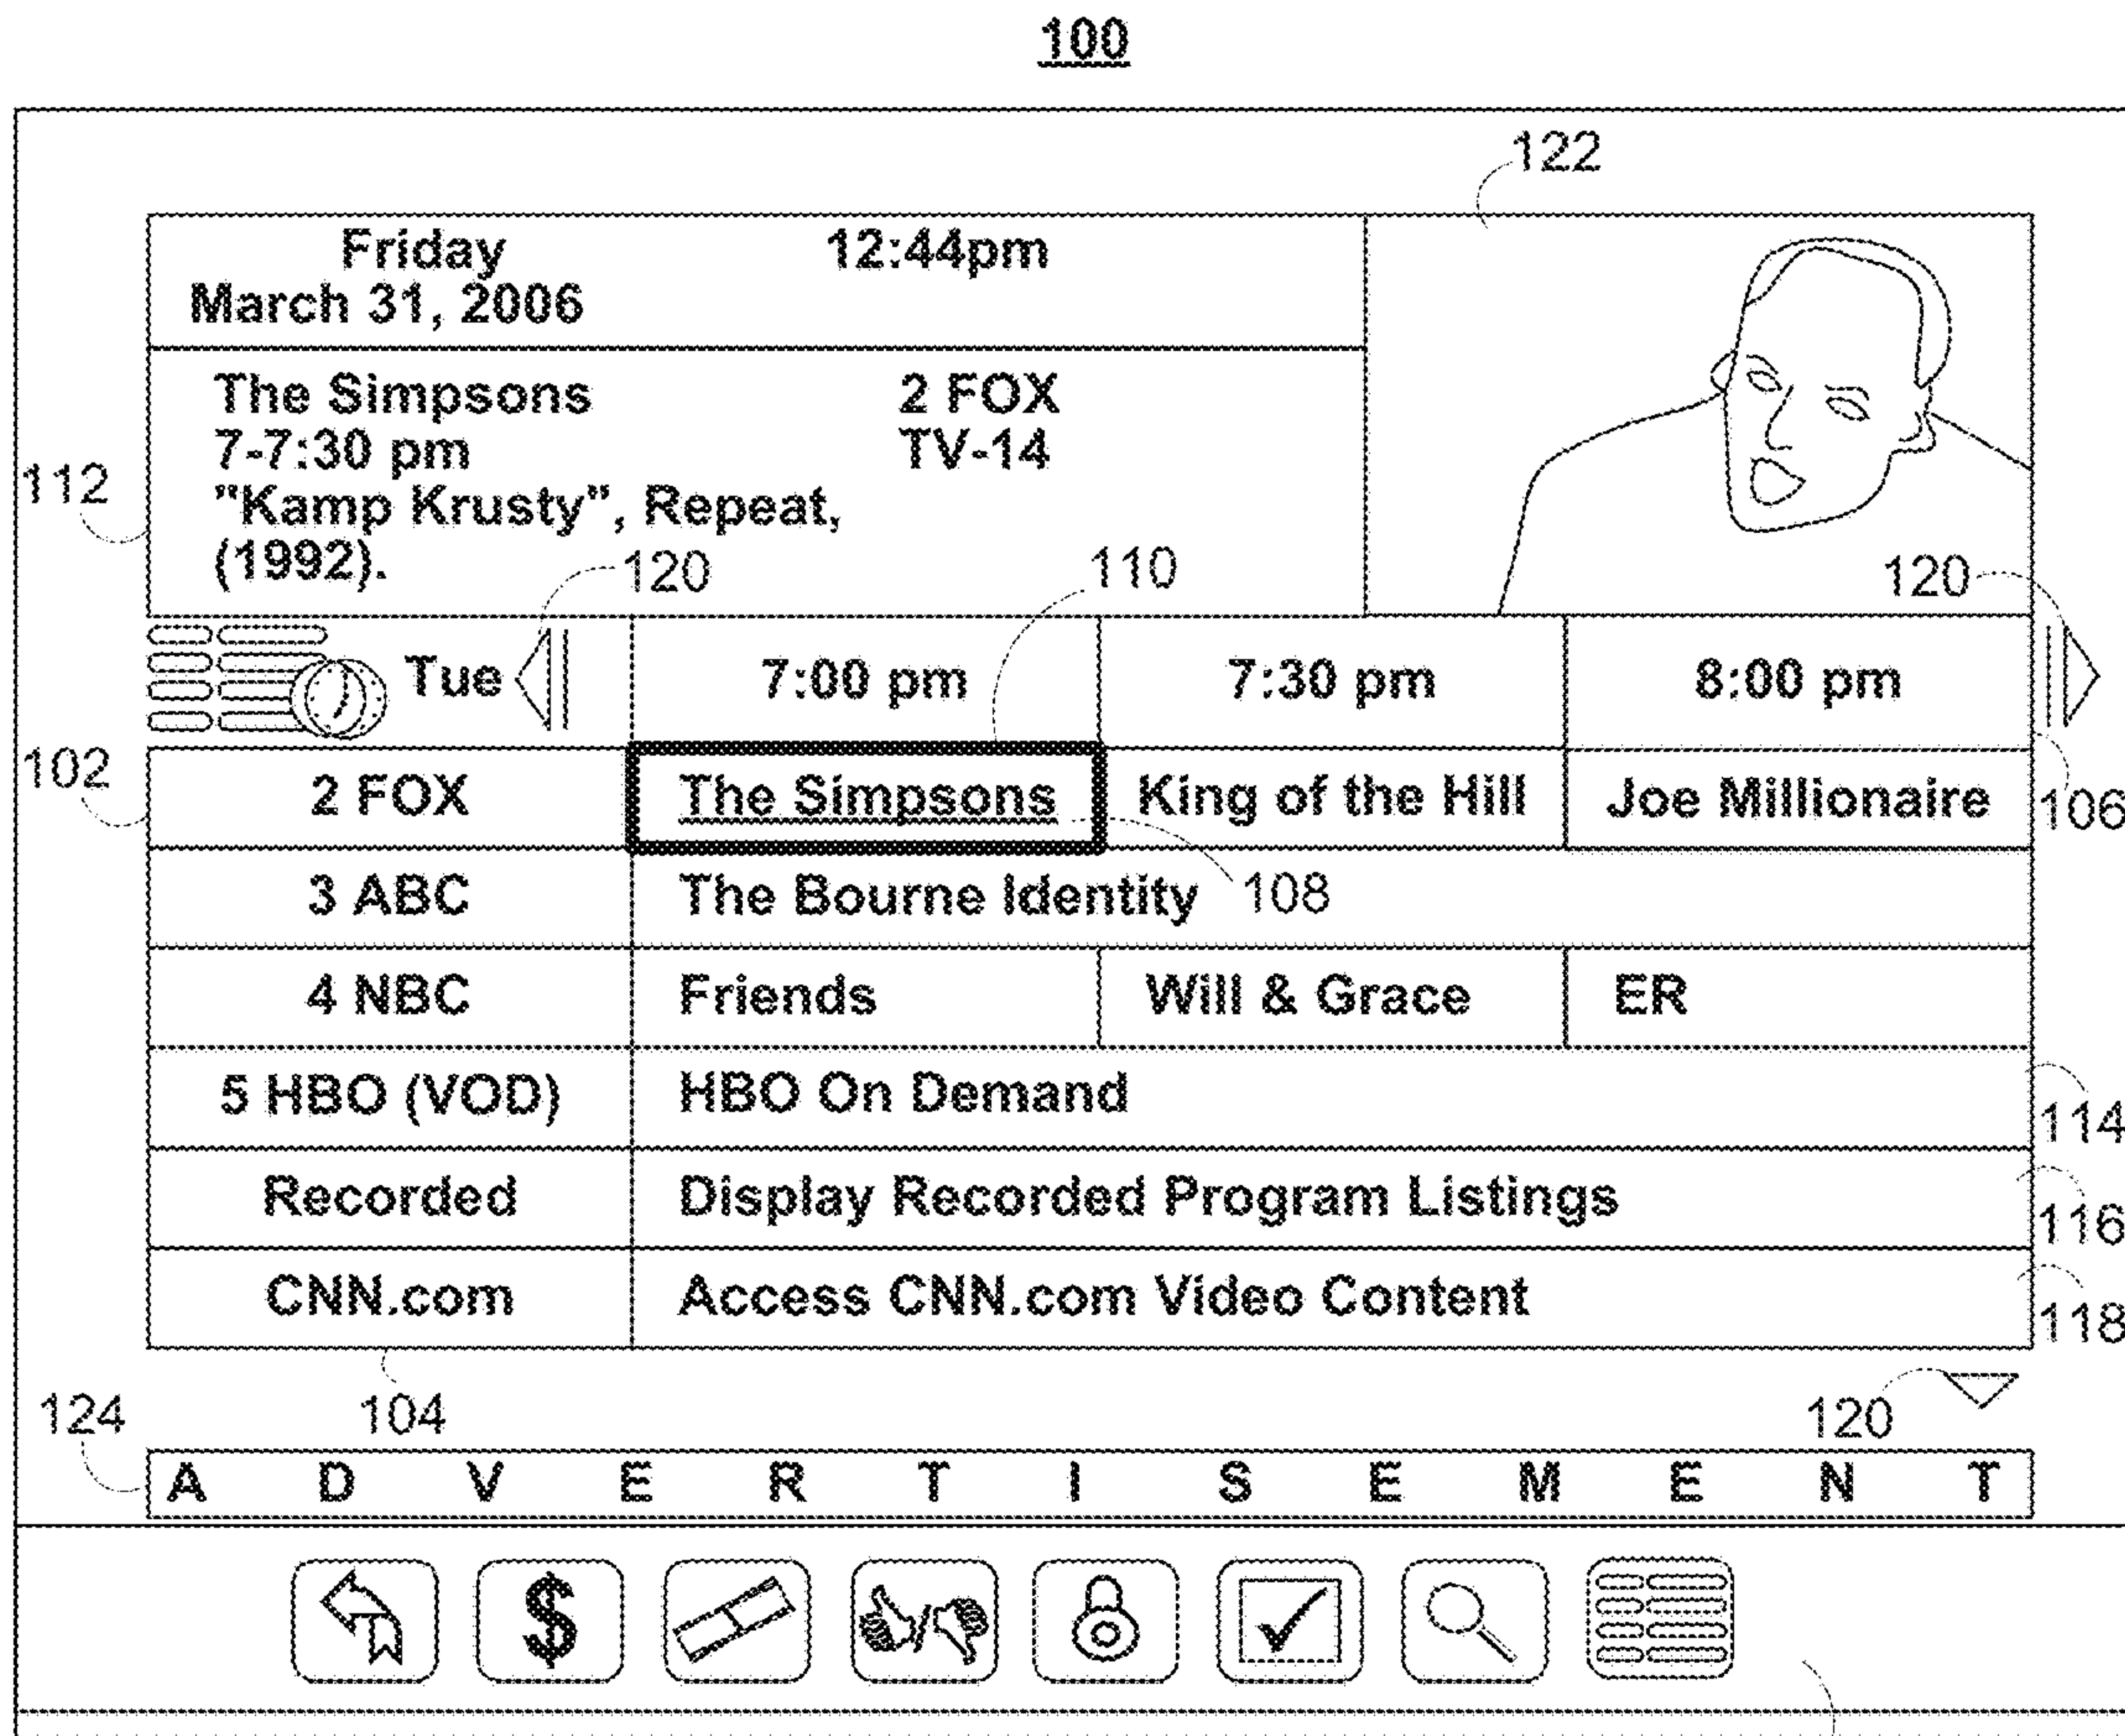 100
122
Friday 12:44pm
March 31, 2006
The Simpsons 2 FOX
7-7:30 pm TV-14
112
"Kamp Krusty", Repeat,
(1992).
120 110 120
Tue 7:00 pm 7:30 pm 8:00 pm
102
2 FOX The Simpsons King of the Hill Joe Millionaire
106
3 ABC The Bourne Identity 108
4 NBC Friends Will & Grace ER
5 HBO (VOD) HBO On Demand
114
Recorded Display Recorded Program Listings
116
CNN.com Access CNN.com Video Content
118
124 104 120
A D V E R T I S E M E N T
$